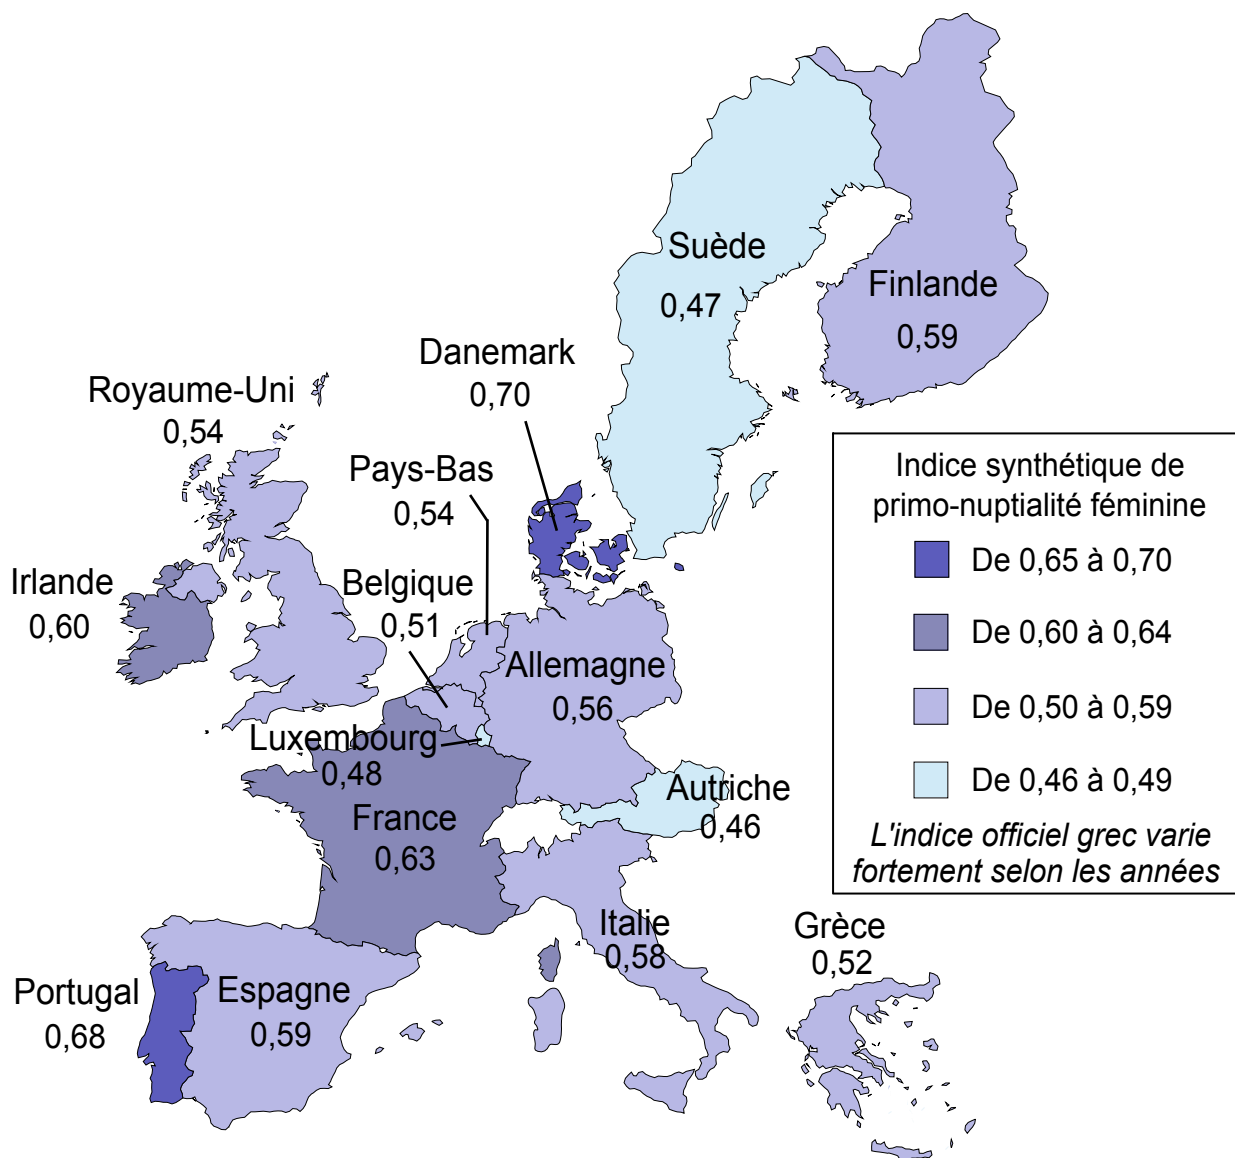 Suède
0,47
Finlande
0,59
Danemark
0,70
Royaume-Uni
0,54
Pays-Bas
0,54
Irlande
0,60
Belgique
0,51
Allemagne
0,56
Luxembourg
0,48
Autriche
0,46
France
0,63
Italie
0,58
Grèce
0,52
Portugal
0,68
Espagne
0,59
Indice synthétique de
primo-nuptialité féminine
De 0,65 à 0,70
De 0,60 à 0,64
De 0,50 à 0,59
De 0,46 à 0,49
L'indice officiel grec varie
fortement selon les années